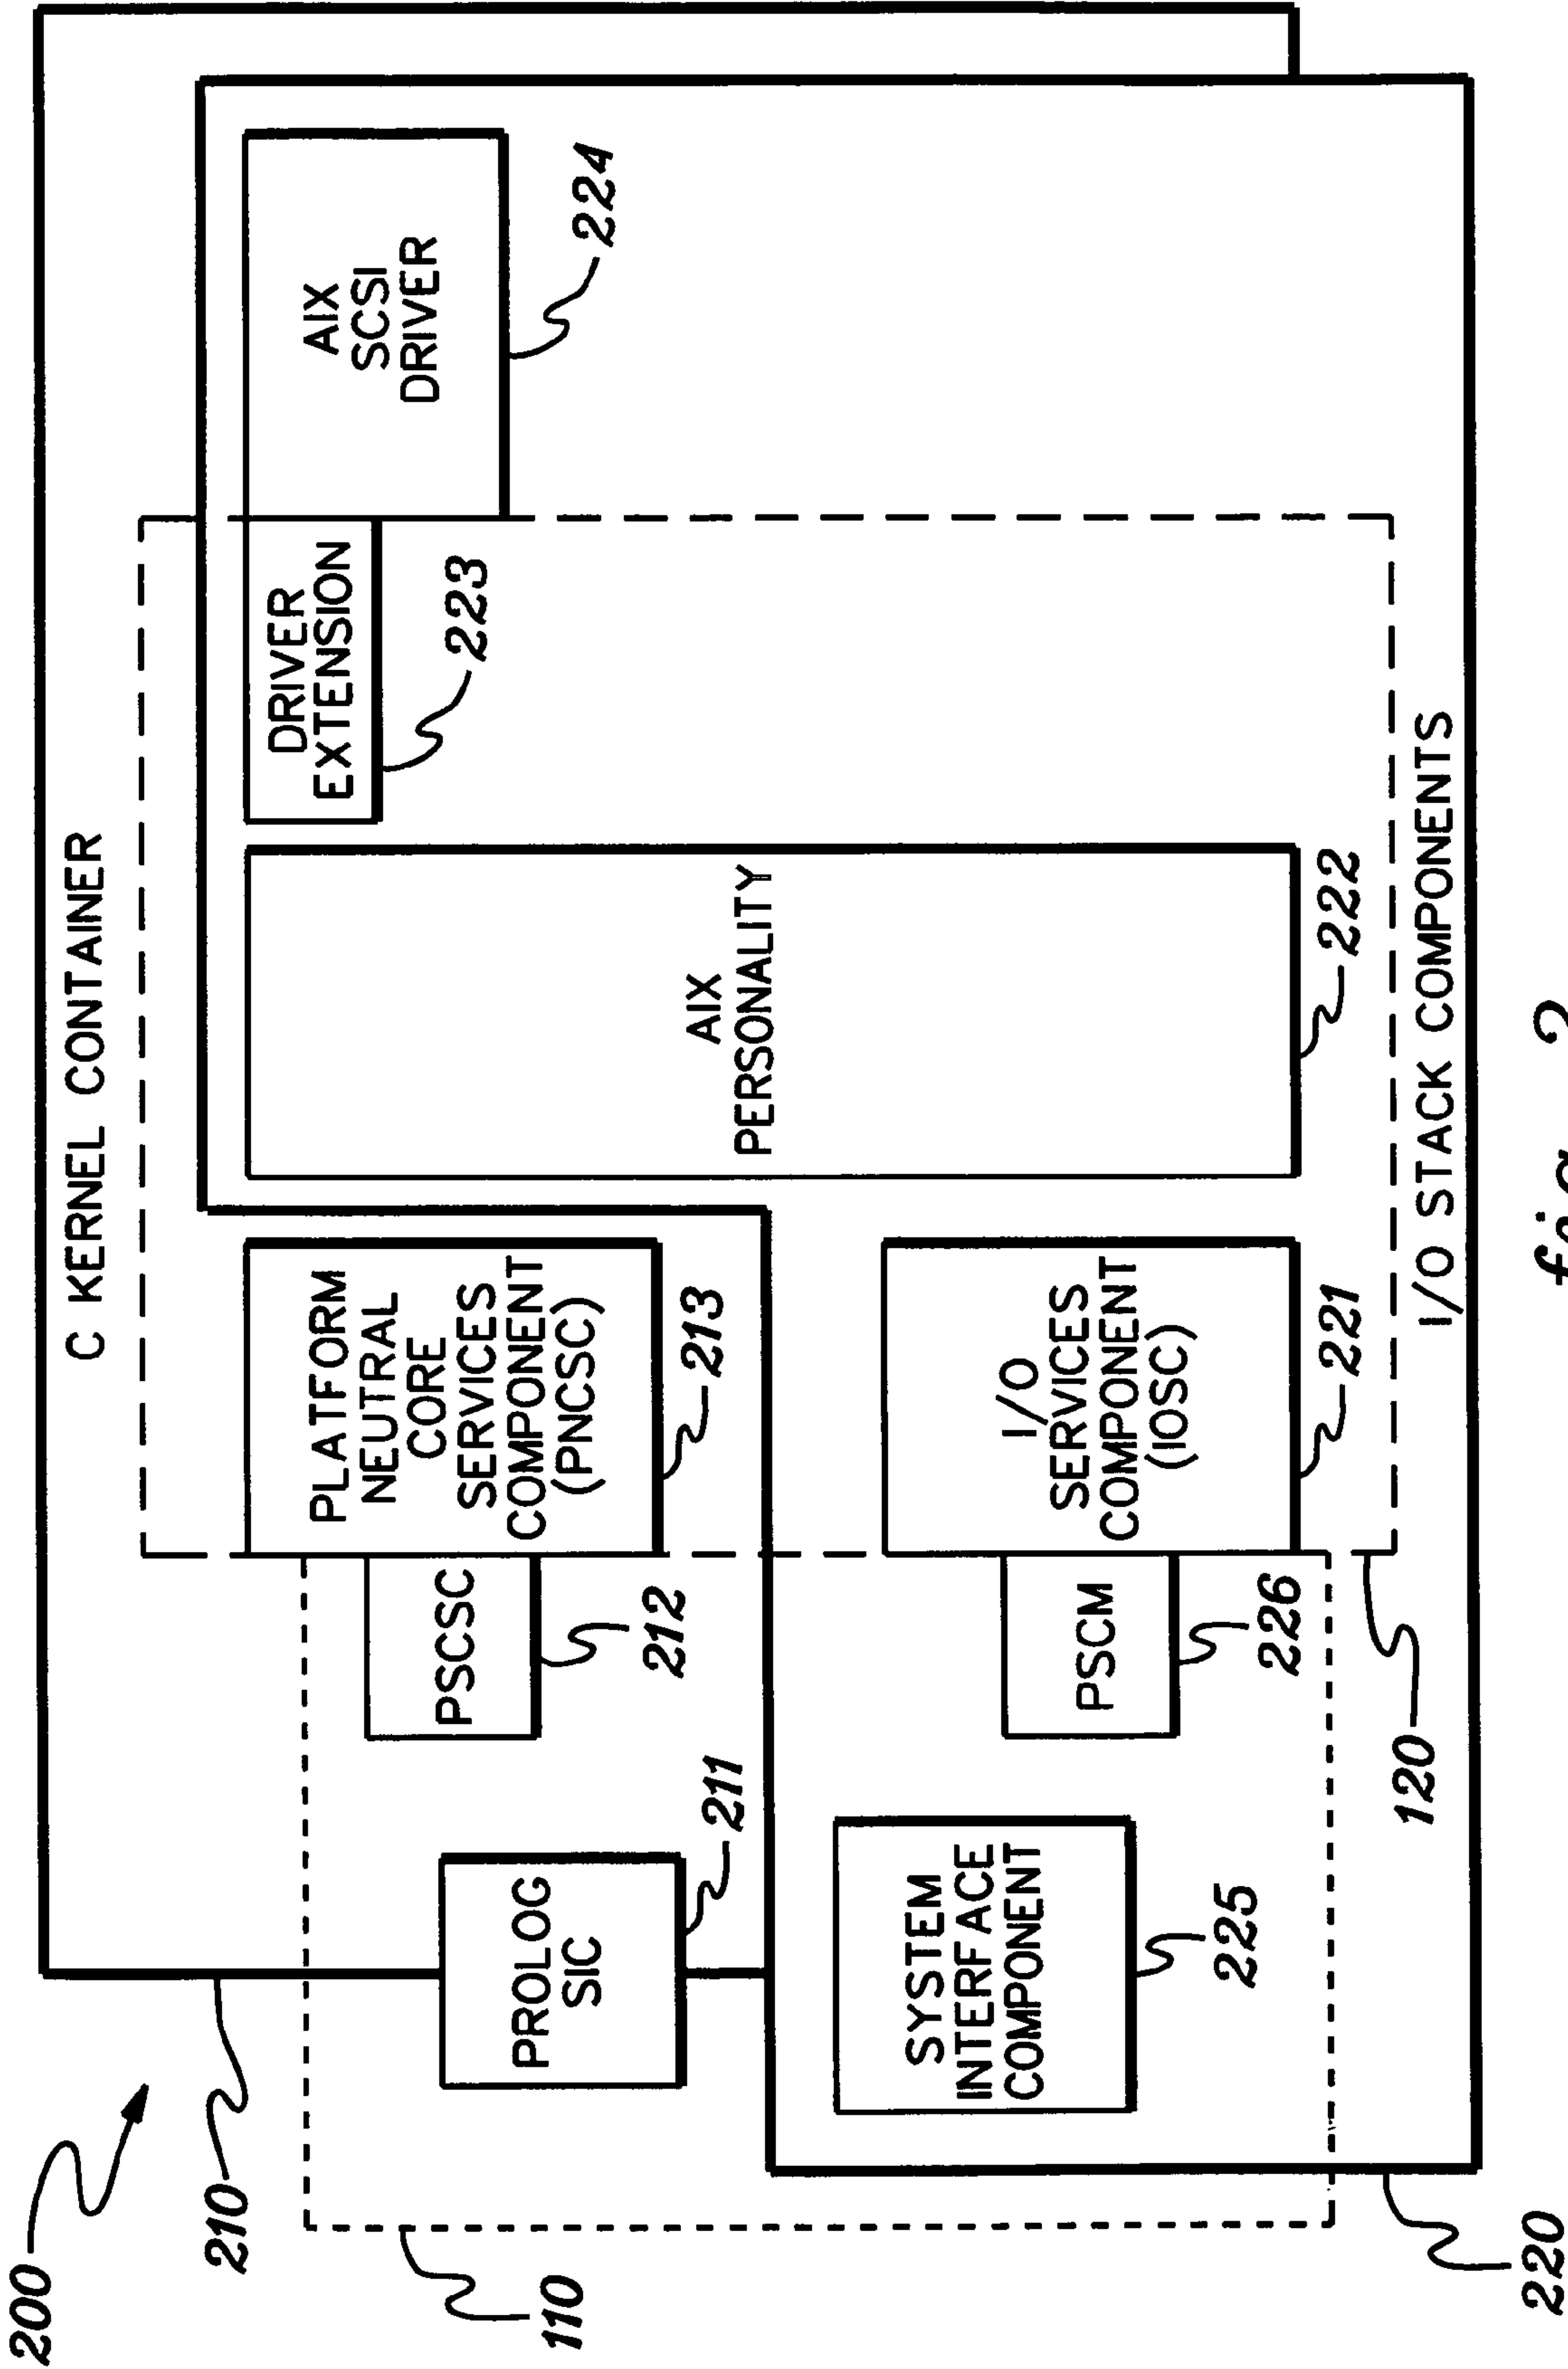 200
210
C KERNEL CONTAINER
110
PROLOG
SIC
211
PSCSC
212
PLATFORM
NEUTRAL
CORE
SERVICES
COMPONENT
(PNCSC)
213
AIX
PERSONALITY
222
DRIVER
EXTENSION
223
AIX
SCSI
DRIVER
224
SYSTEM
INTERFACE
COMPONENT
225
PSCM
226
I/O
SERVICES
COMPONENT
(IOSC)
221
120
I/O STACK COMPONENTS
220
fig. 2